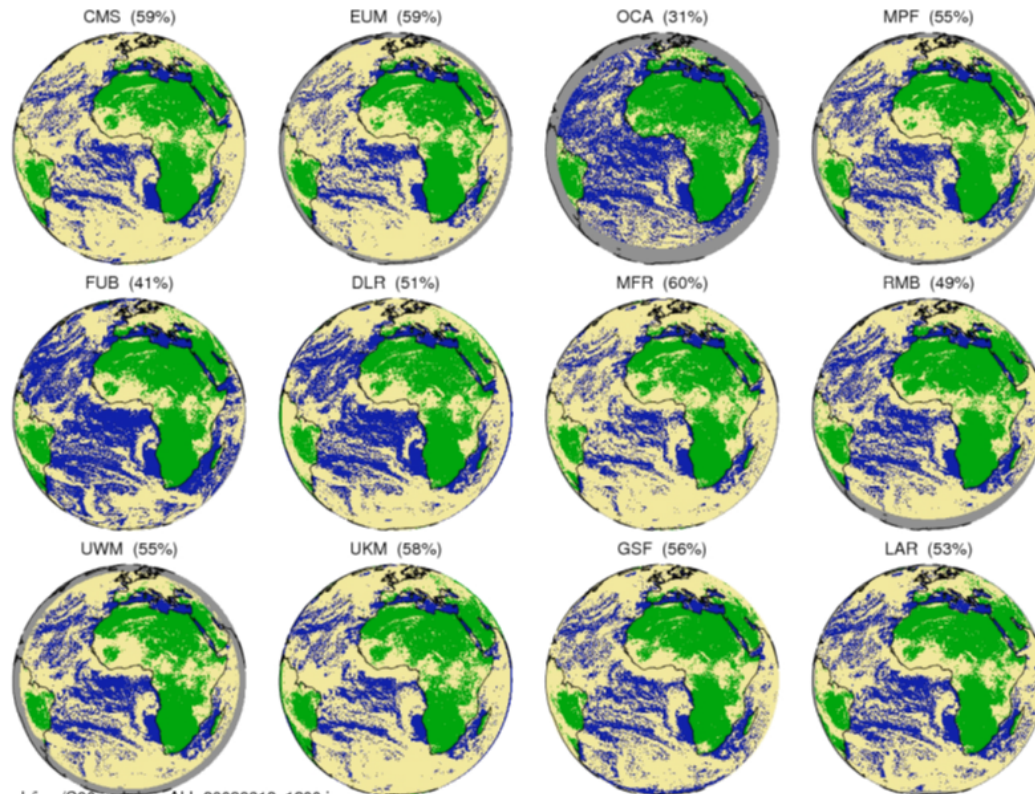 CMS (59%) EUM (59%) OCA (31%) MPF (55%)
FUB (41%) DLR (51%) MFR (60%) RMB (49%)
UWM (55%) UKM (58%) GSF (56%) LAR (53%)